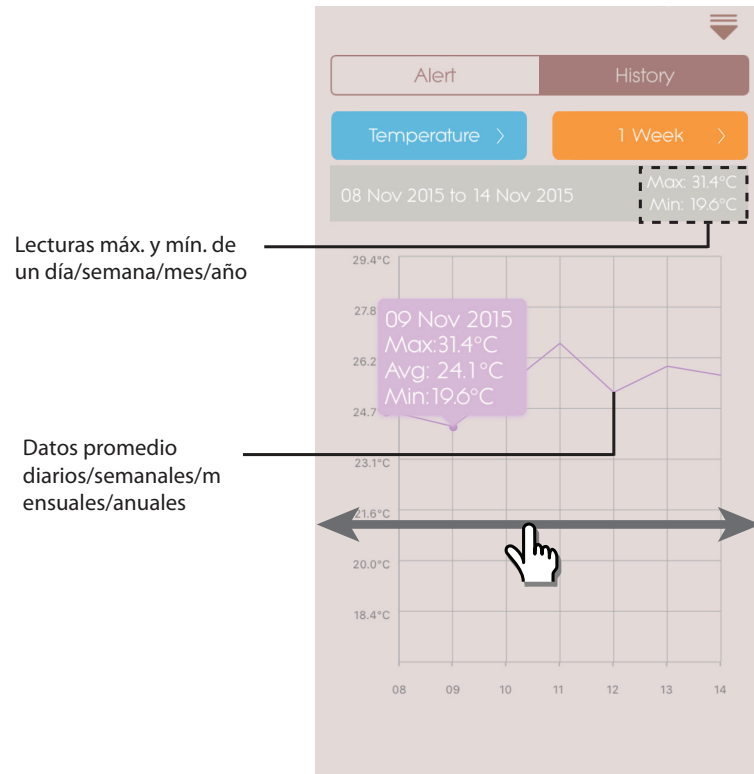 Alert History
Temperature > 1 Week >
08 Nov 2015 to 14 Nov 2015
Max: 31.4°C
Min: 19.6°C
Lecturas máx. y mín. de
un día/semana/mes/año
29.4°C
27.8
09 Nov 2015
Max:31.4°C
Avg: 24.1°C
Min:19.6°C
26.2
24.7
Datos promedio
diarios/semanales/m
ensuales/anuales
23.1°C
21.6°C
20.0°C
18.4°C
08 09 10 11 12 13 14